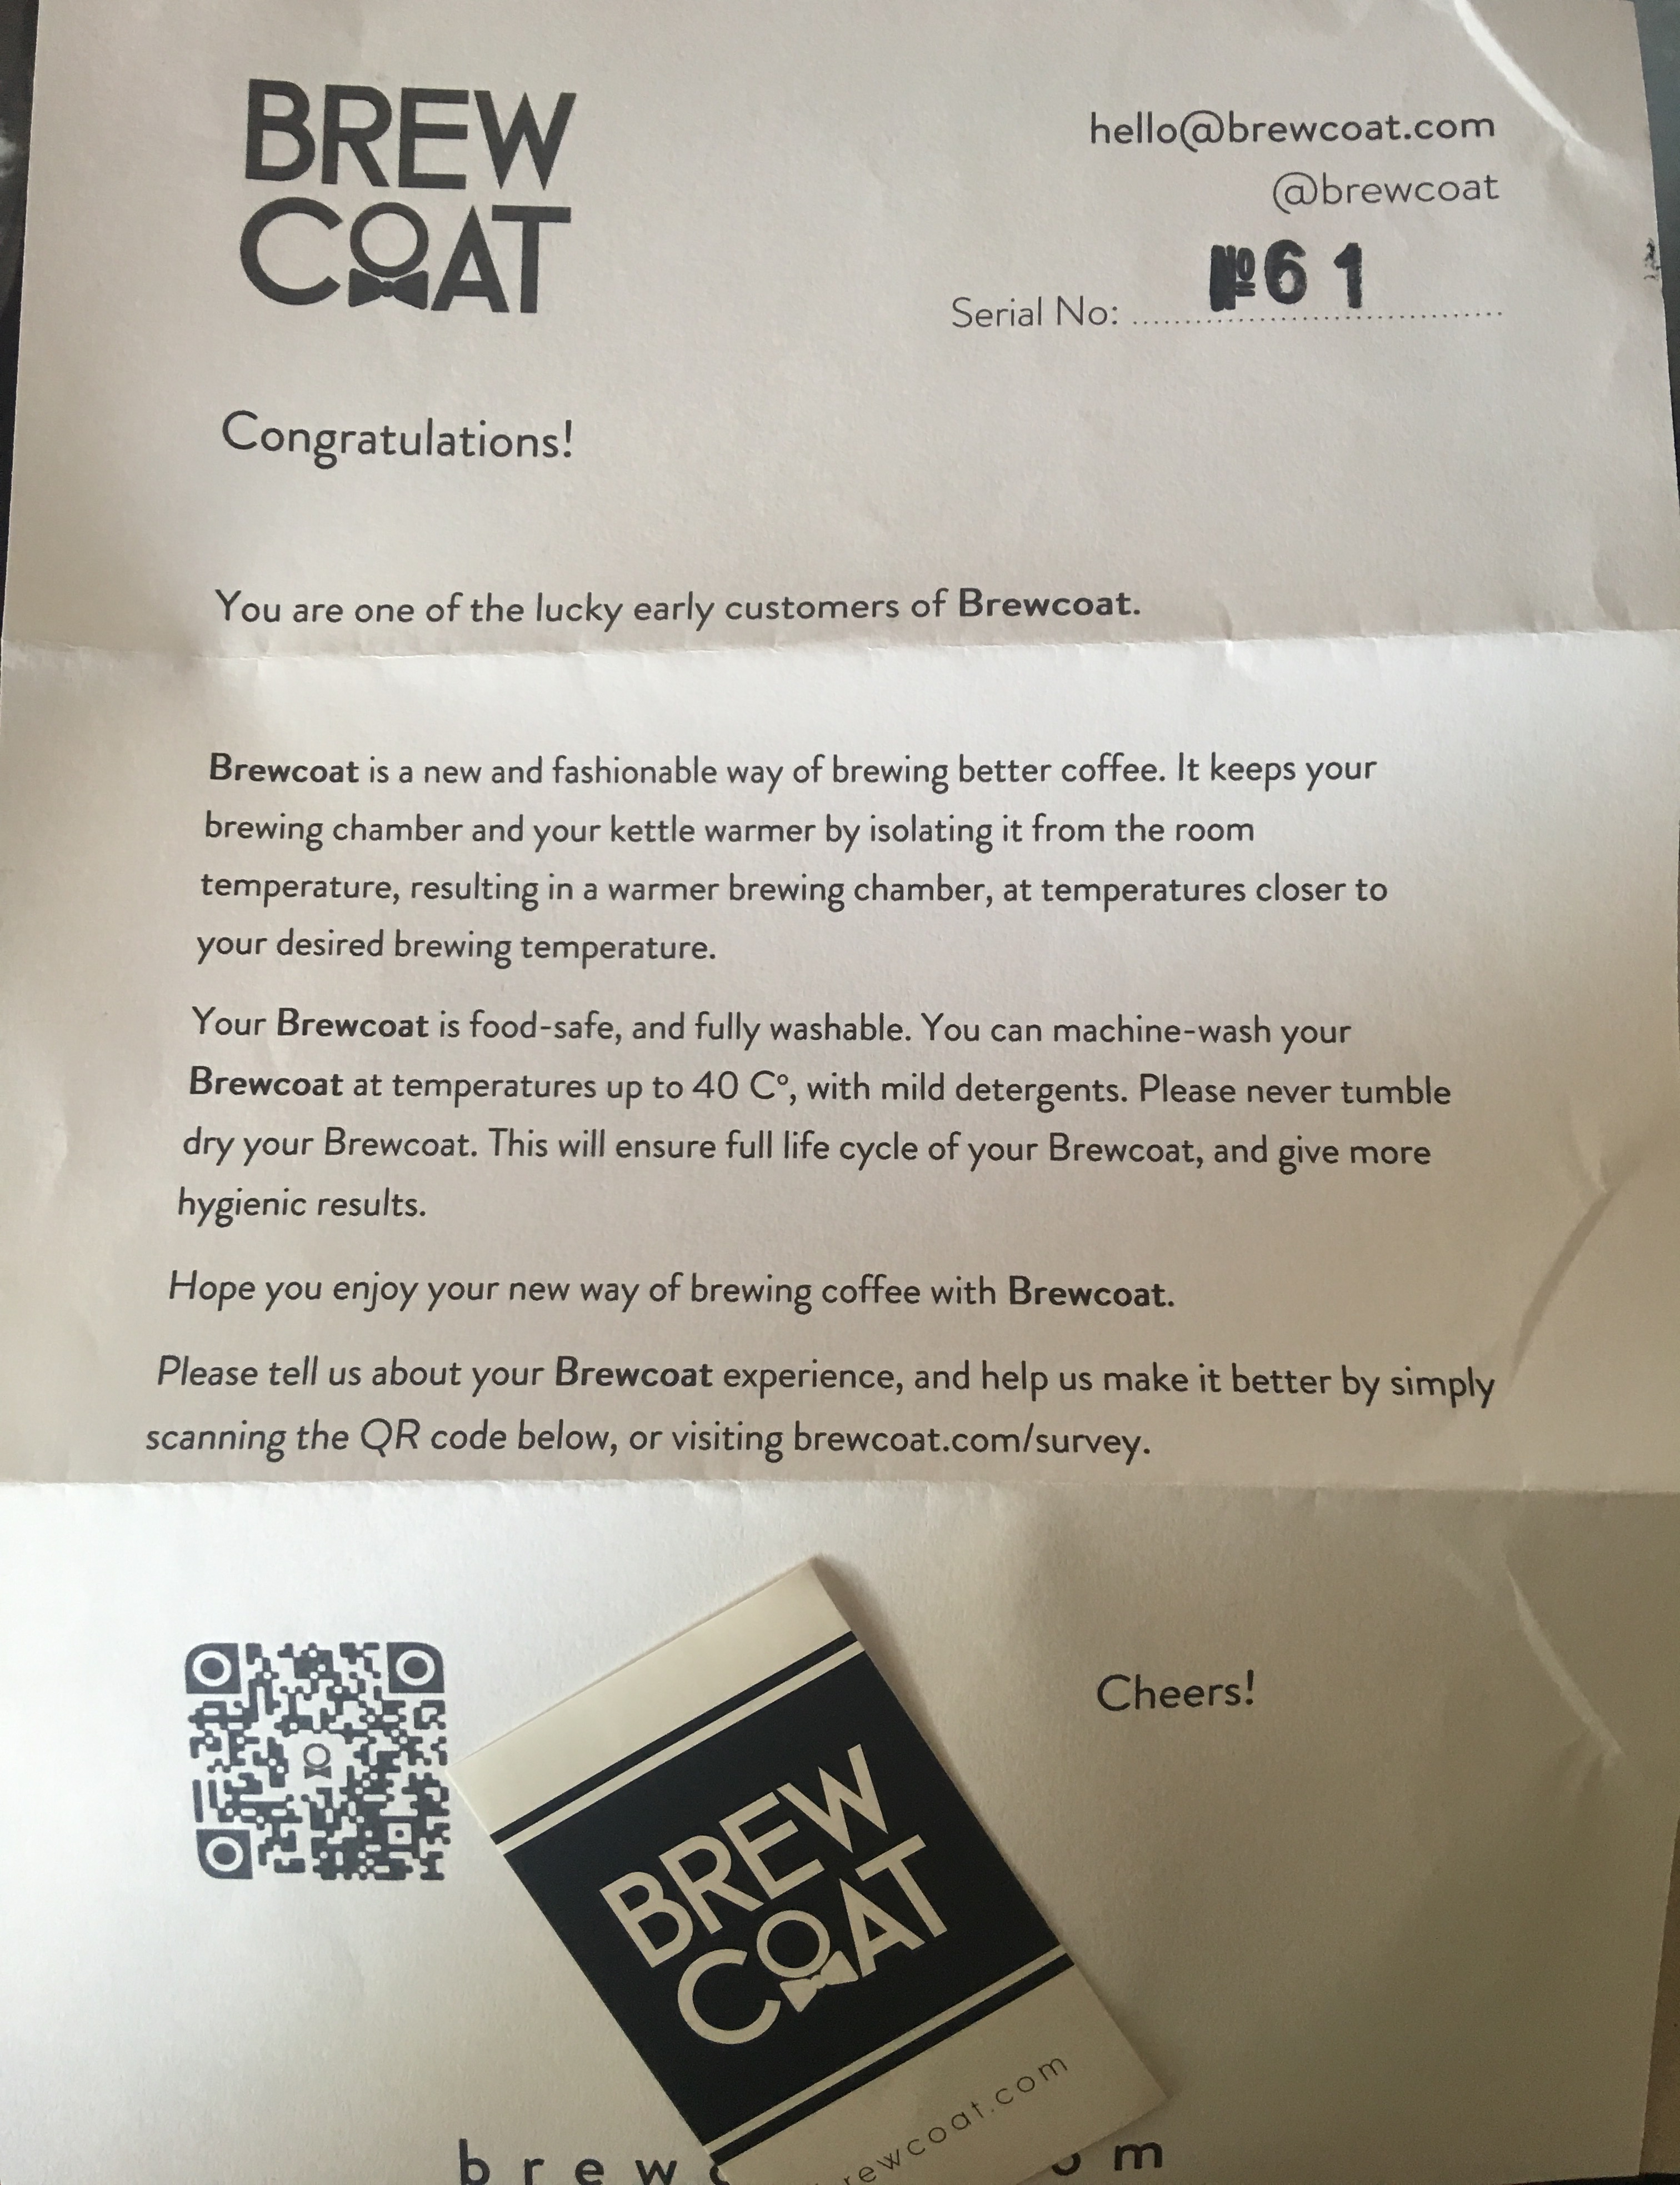 BREW
COAT
hello@brewcoat.com
@brewcoat
Serial No: № 6 1
Congratulations!
You are one of the lucky early customers of Brewcoat.
Brewcoat is a new and fashionable way of brewing better coffee. It keeps your
brewing chamber and your kettle warmer by isolating it from the room
temperature, resulting in a warmer brewing chamber, at temperatures closer to
your desired brewing temperature.
Your Brewcoat is food-safe, and fully washable. You can machine-wash your
Brewcoat at temperatures up to 40 C°, with mild detergents. Please never tumble
dry your Brewcoat. This will ensure full life cycle of your Brewcoat, and give more
hygienic results.
Hope you enjoy your new way of brewing coffee with Brewcoat.
Please tell us about your Brewcoat experience, and help us make it better by simply
scanning the QR code below, or visiting brewcoat.com/survey.
Cheers!
BREW
COAT
rewcoat.com
brew
m